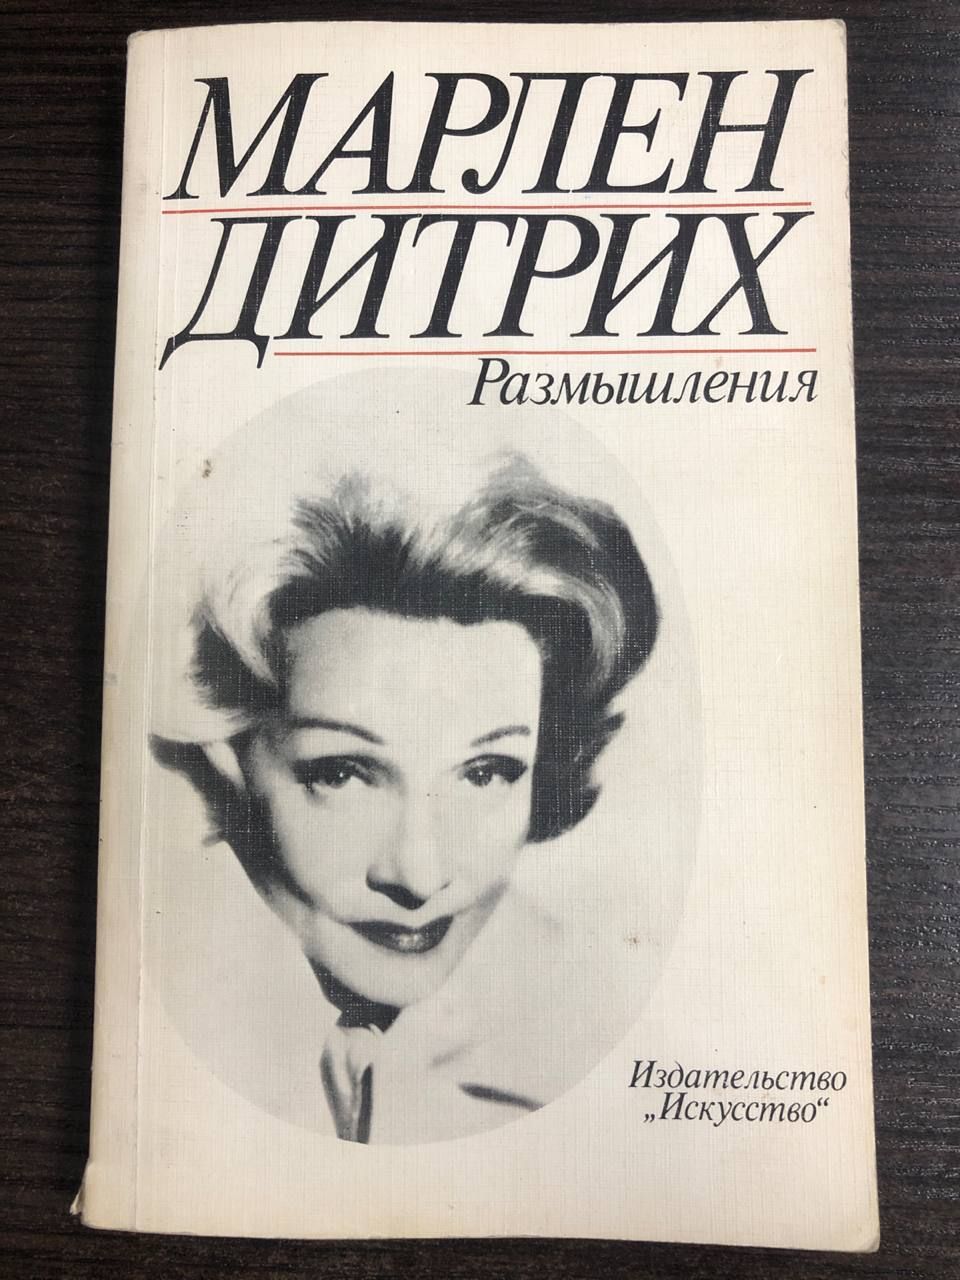 МАРЛЕН
ДИТРИХ
Размышления
Издательство
„Искусство“